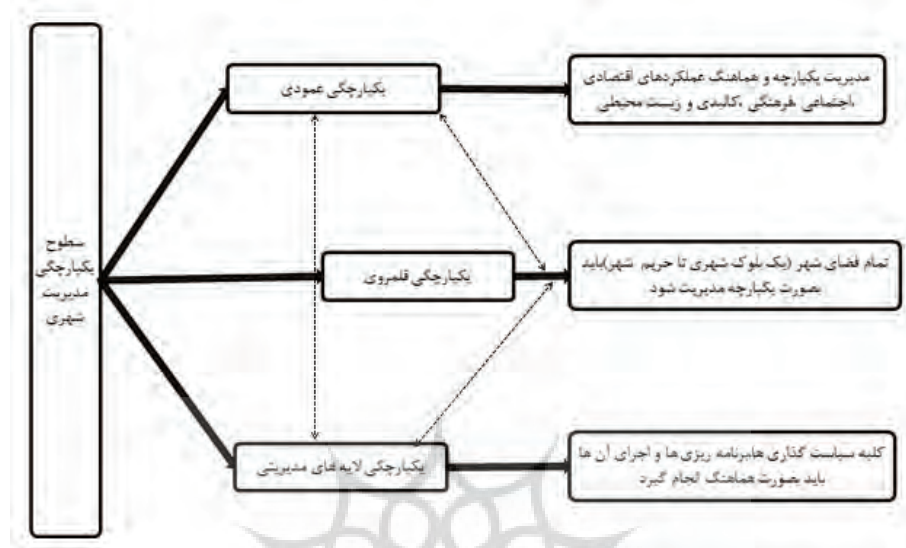 سطوح
یکپارچگی
مدیریت
شهری
یکپارچگی عمودی
مدیریت یکپارچه و هماهنگ عملکردهای اقتصادی
،اجتماعی ،فرهنگی ،کالبدی و زیست محیطی
یکپارچگی قلمروی
تمام فضای شهر (یک بلوک شهری تا حریم شهر)باید
بصورت یکپارچه مدیریت شود
یکپارچگی لایه های مدیریتی
کلیه سیاست گذاری ها،برنامه ریزی ها و اجرای آن ها
باید بصورت هماهنگ انجام گیرد